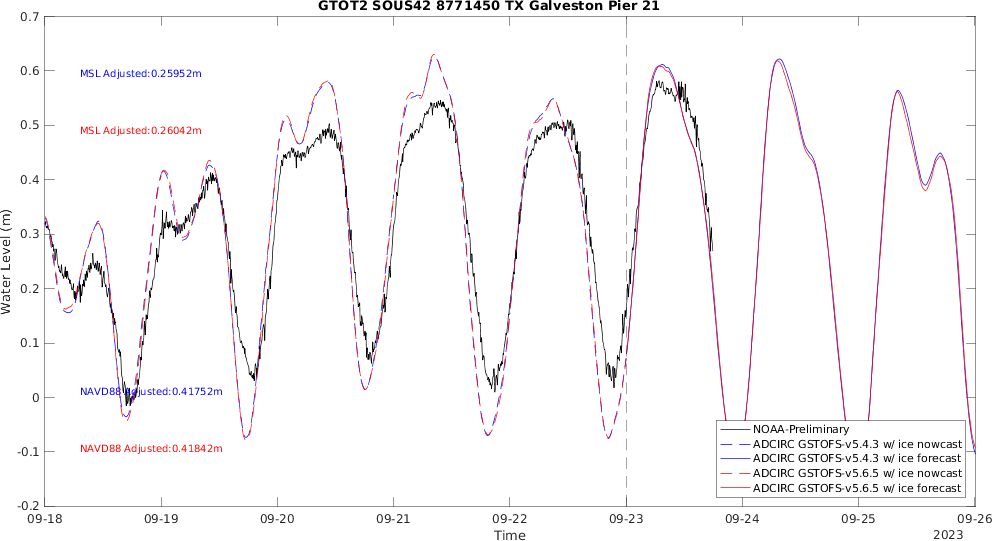 GTOT2 SOUS42 8771450 TX Galveston Pier 21
0.7
0.6
0.5
0.4
0.3
0.2
0.1
0
-0.1
-0.2
Water Level (m)
MSL Adjusted:0.25952m
MSL Adjusted:0.26042m
NAVD88 Adjusted:0.41752m
NAVD88 Adjusted:0.41842m
NOAA-Preliminary
ADCIRC GSTOFS-v5.4.3 w/ ice nowcast
ADCIRC GSTOFS-v5.4.3 w/ ice forecast
ADCIRC GSTOFS-v5.6.5 w/ ice nowcast
ADCIRC GSTOFS-v5.6.5 w/ ice forecast
09-18 09-19 09-20 09-21 09-22 09-23 09-24 09-25 09-26
Time
2023